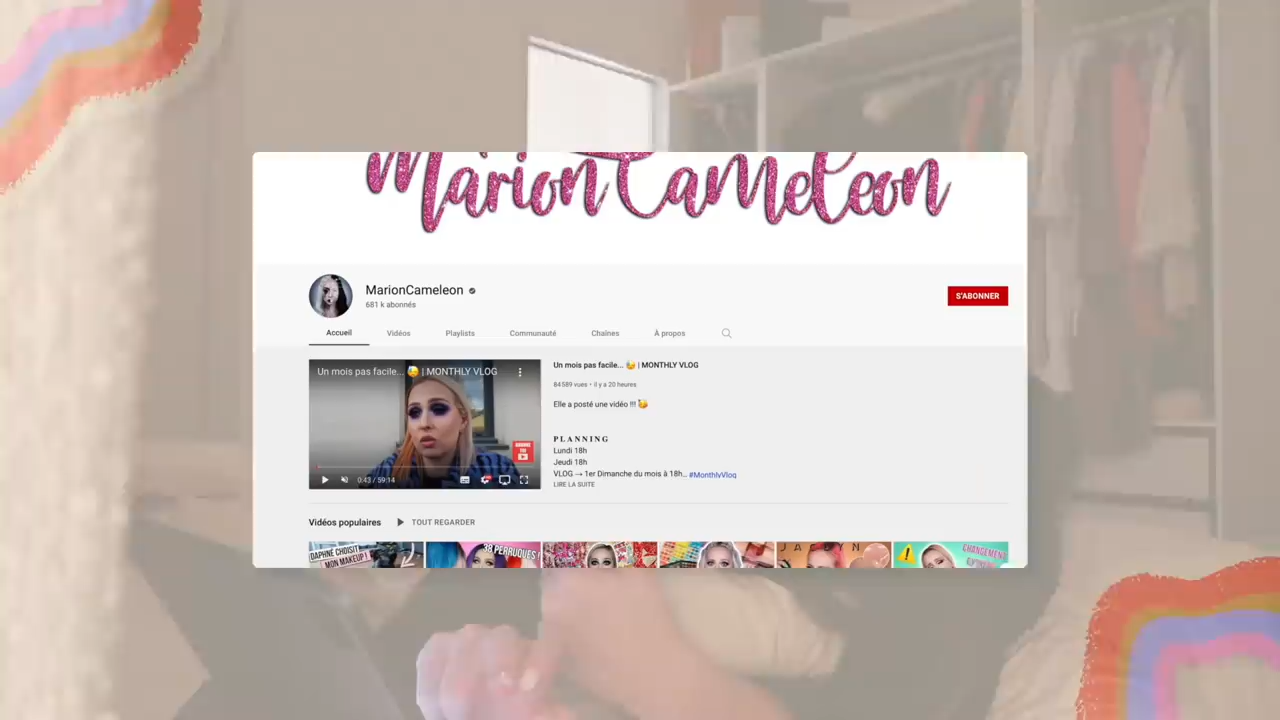 MarionCameleon
MarionCameleon
681 k abonnés
S'ABONNER
Accueil
Vidéos
Playlists
Communauté
Chaînes
À propos
Un mois pas facile... 🥲 | MONTHLY VLOG
0:43 / 59:14
Un mois pas facile... 🥲 | MONTHLY VLOG
84 589 vues • il y a 20 heures
Elle a posté une vidéo !!! 🥳
PLANNING
Lundi 18h
Jeudi 18h
VLOG → 1er Dimanche du mois à 18h... #MonthlyVlog
LIRE LA SUITE
Vidéos populaires
TOUT REGARDER
DAPHNÉ CHOISIT
MON MAKEUP !
38 PERRUQUES !
CHANGEMENT